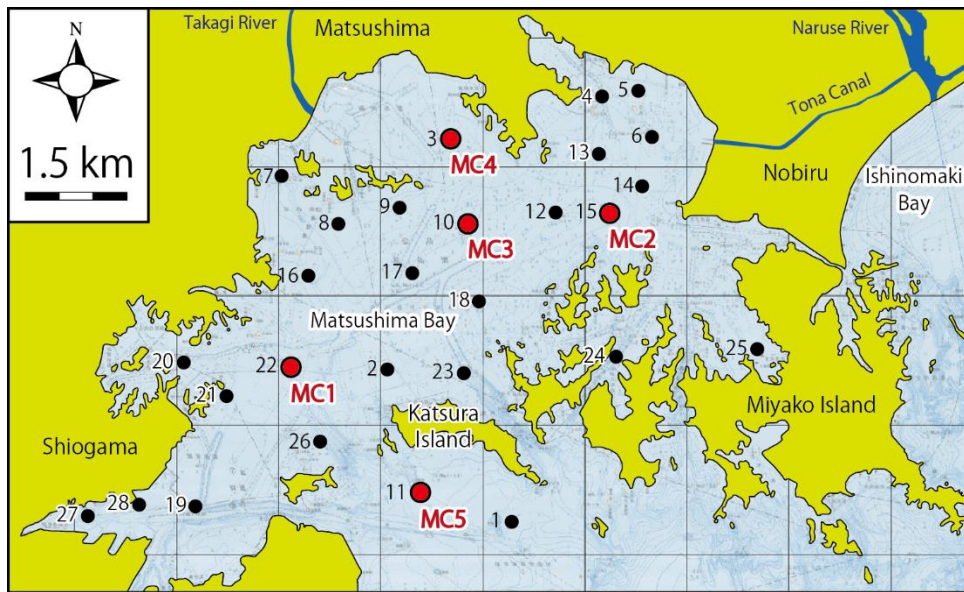 Takagi River
Matsushima
Naruse River
N
Tona Canal
1.5 km
Nobiru
Ishinomaki
Bay
4
5
6
3
MC4
13
7
14
9
8
10
MC3
12
15
MC2
16
17
18
Matsushima Bay
20
22
MC1
2
23
24
25
21
Katsura
Island
Miyako Island
Shiogama
26
11
MC5
27
28
19
1